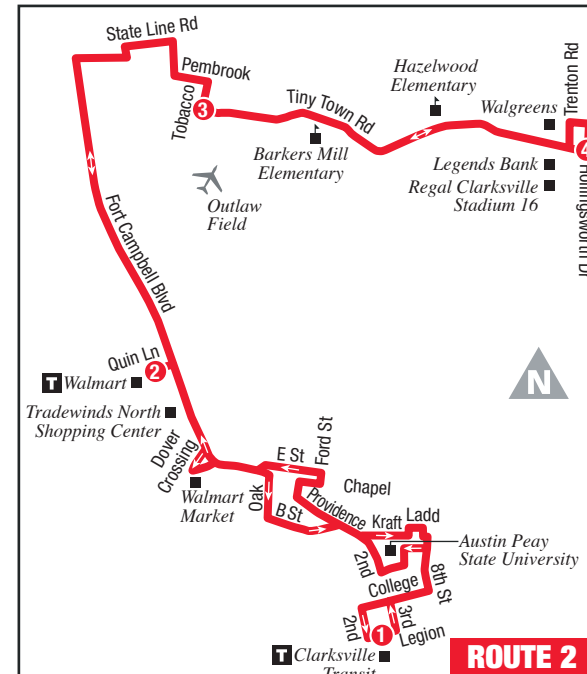 State Line Rd
Pembrook
Tobacco
3
Tiny Town Rd
Hazelwood
Elementary
Walgreens
Trenton Rd
4
Barkers Mill
Elementary
Legends Bank
Regal Clarksville
Stadium 16
Hollingsworth Dr
Outlaw
Field
Fort Campbell Blvd
N
Quin Ln
2
T Walmart
Tradewinds North
Shopping Center
Dover
Crossing
Walmart
Market
E St
Ford St
Oak
B St
Chapel
Providence
Kraft
Ladd
Austin Peay
State University
2nd
8th St
College
2nd
1
3rd
Legion
T Clarksville
Transit
ROUTE 2